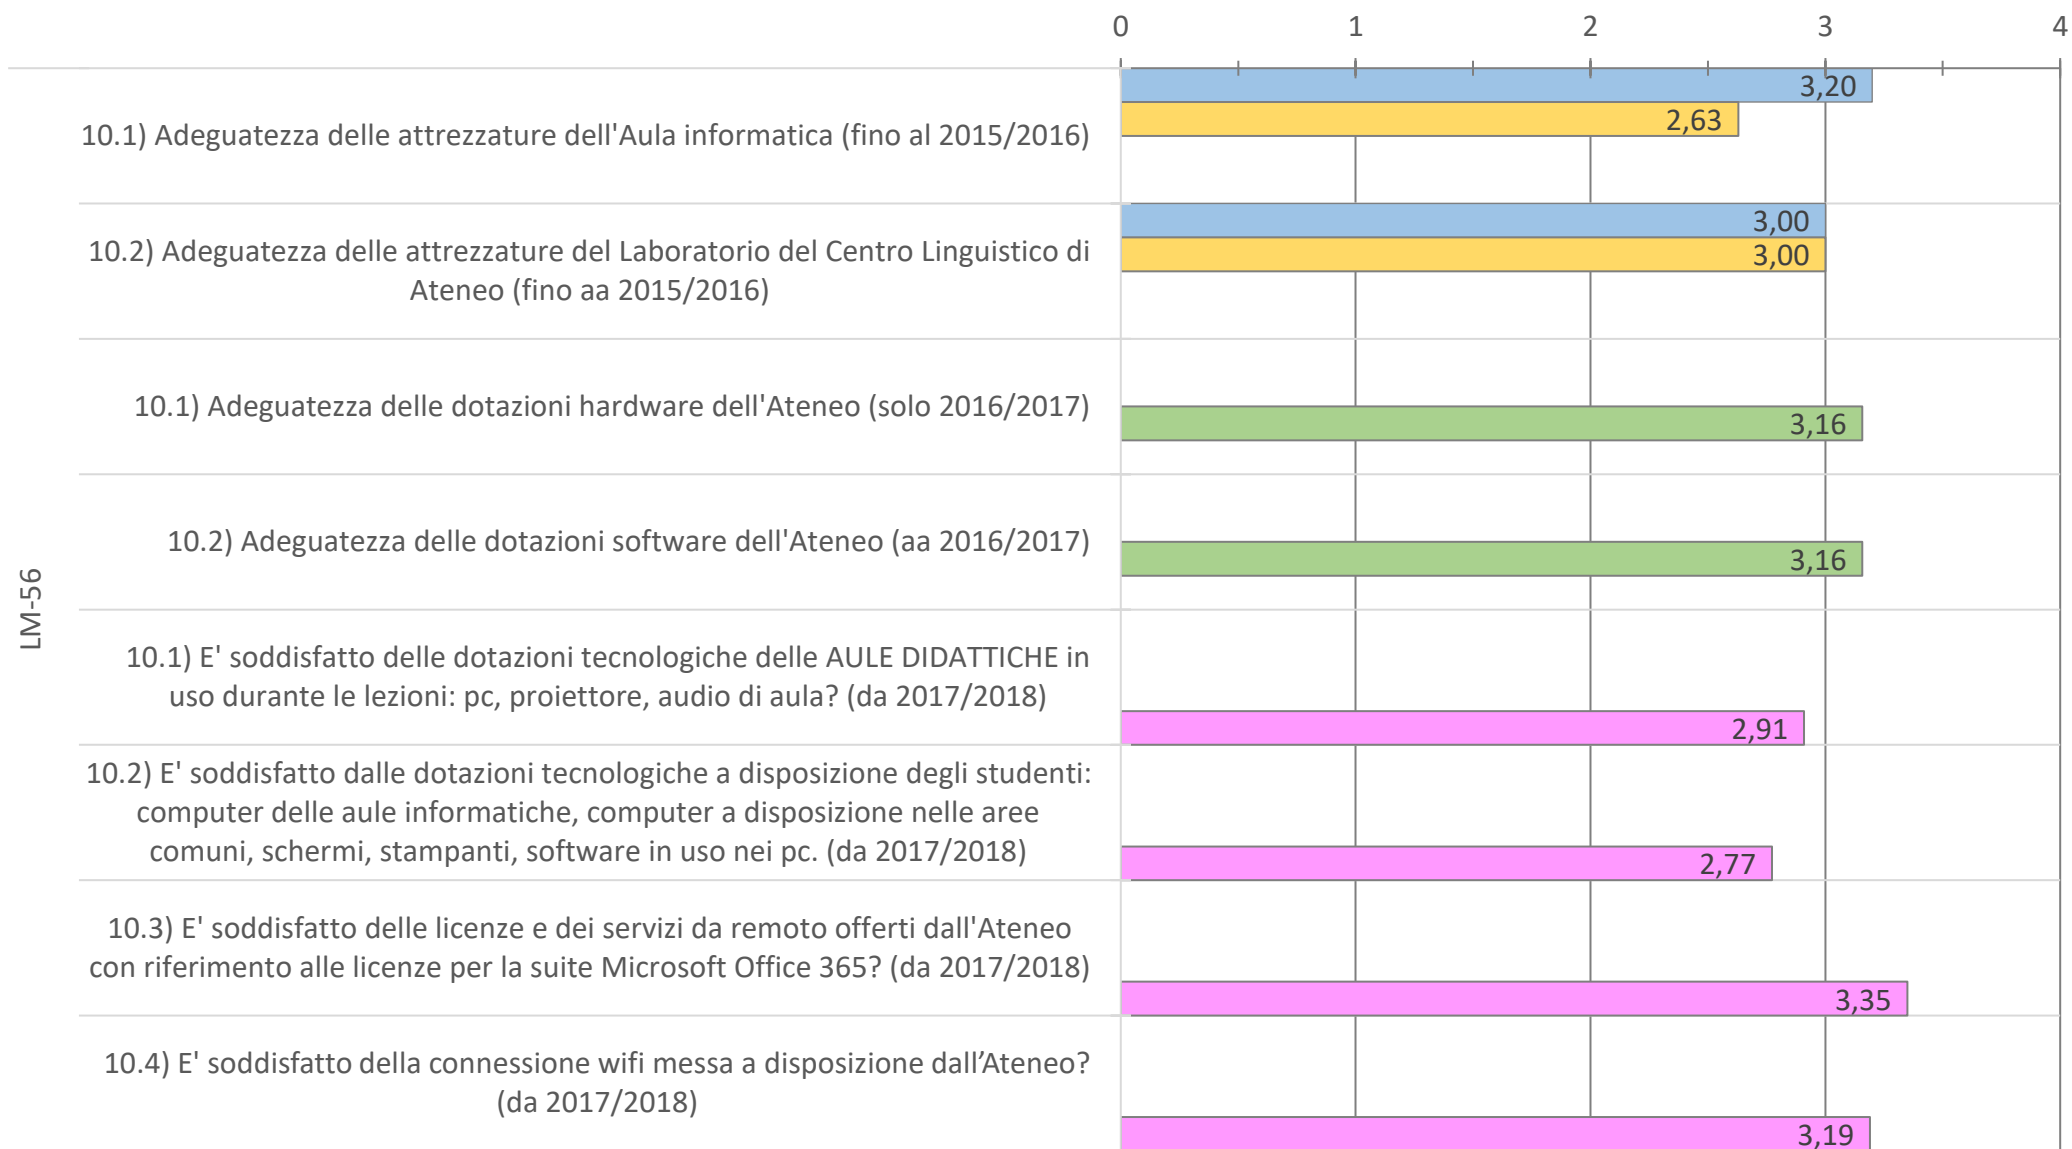 0 1 2 3 4
3,20
10.1) Adeguatezza delle attrezzature dell'Aula informatica (fino al 2015/2016)
2,63
3,00
10.2) Adeguatezza delle attrezzature del Laboratorio del Centro Linguistico di
Ateneo (fino aa 2015/2016)
3,00
10.1) Adeguatezza delle dotazioni hardware dell'Ateneo (solo 2016/2017)
3,16
10.2) Adeguatezza delle dotazioni software dell'Ateneo (aa 2016/2017)
3,16
LM-56
10.1) E' soddisfatto delle dotazioni tecnologiche delle AULE DIDATTICHE in
uso durante le lezioni: pc, proiettore, audio di aula? (da 2017/2018)
2,91
10.2) E' soddisfatto dalle dotazioni tecnologiche a disposizione degli studenti:
computer delle aule informatiche, computer a disposizione nelle aree
comuni, schermi, stampanti, software in uso nei pc. (da 2017/2018)
2,77
10.3) E' soddisfatto delle licenze e dei servizi da remoto offerti dall'Ateneo
con riferimento alle licenze per la suite Microsoft Office 365? (da 2017/2018)
3,35
10.4) E' soddisfatto della connessione wifi messa a disposizione dall’Ateneo?
(da 2017/2018)
3,19